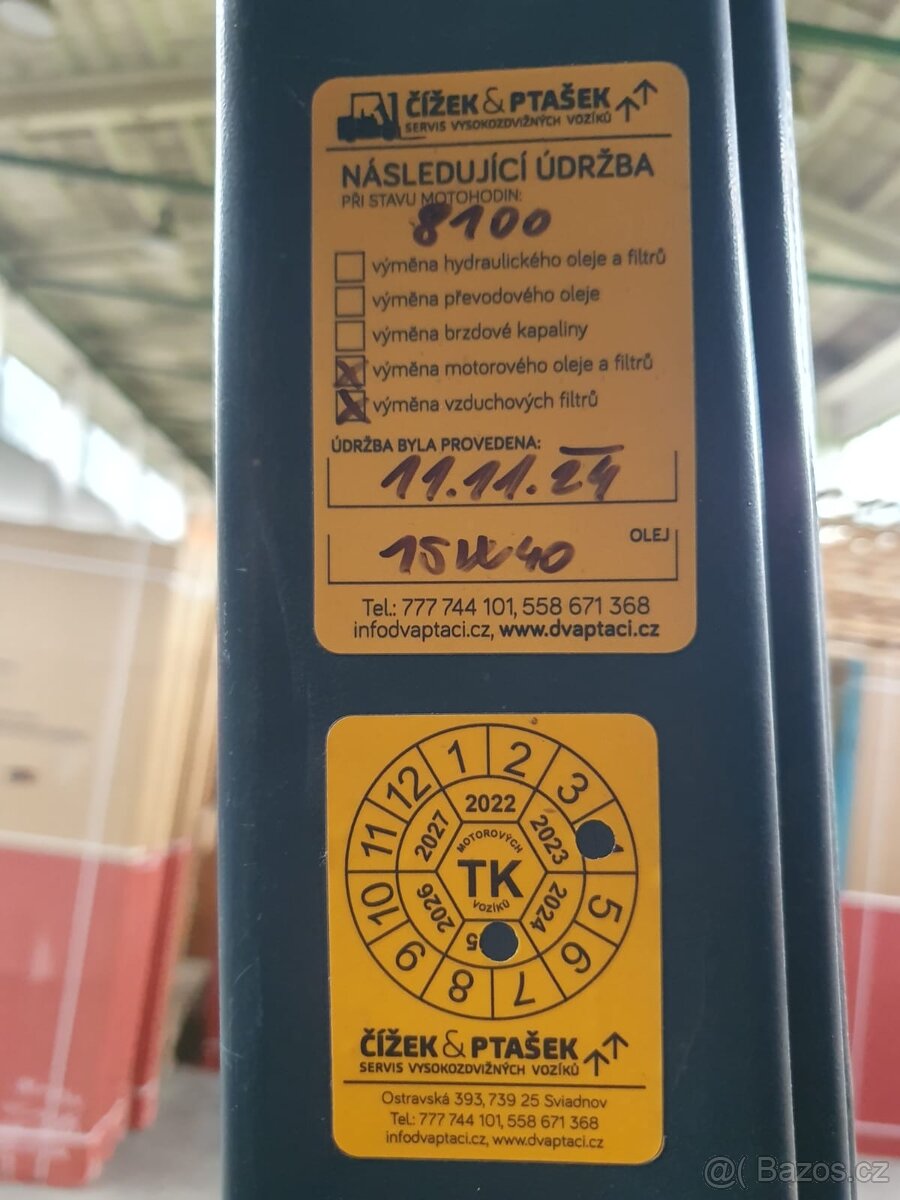 ČÍŽEK & PTAŠEK
SERVIS VYSOKOZDVIŽNÝCH VOZÍKŮ
NÁSLEDUJÍCÍ ÚDRŽBA
PŘI STAVU MOTOHODIN:
8100
výměna hydraulického oleje a filtrů
výměna převodového oleje
výměna brzdové kapaliny
X výměna motorového oleje a filtrů
X výměna vzduchových filtrů
ÚDRŽBA BYLA PROVEDENA:
11.11.24
OLEJ
15W40
Tel.: 777 744 101, 558 671 368
infodvaptaci.cz, www.dvaptaci.cz
1 2 3 4 5 6 7 8 9 10 11 12
2022 2023 2024 5 2026 2027
MOTOROVÝCH
TK
VOZÍKŮ
ČÍŽEK & PTAŠEK
SERVIS VYSOKOZDVIŽNÝCH VOZÍKŮ
Ostravská 393, 739 25 Sviadnov
Tel.: 777 744 101, 558 671 368
infodvaptaci.cz, www.dvaptaci.cz
@( Bazos.cz